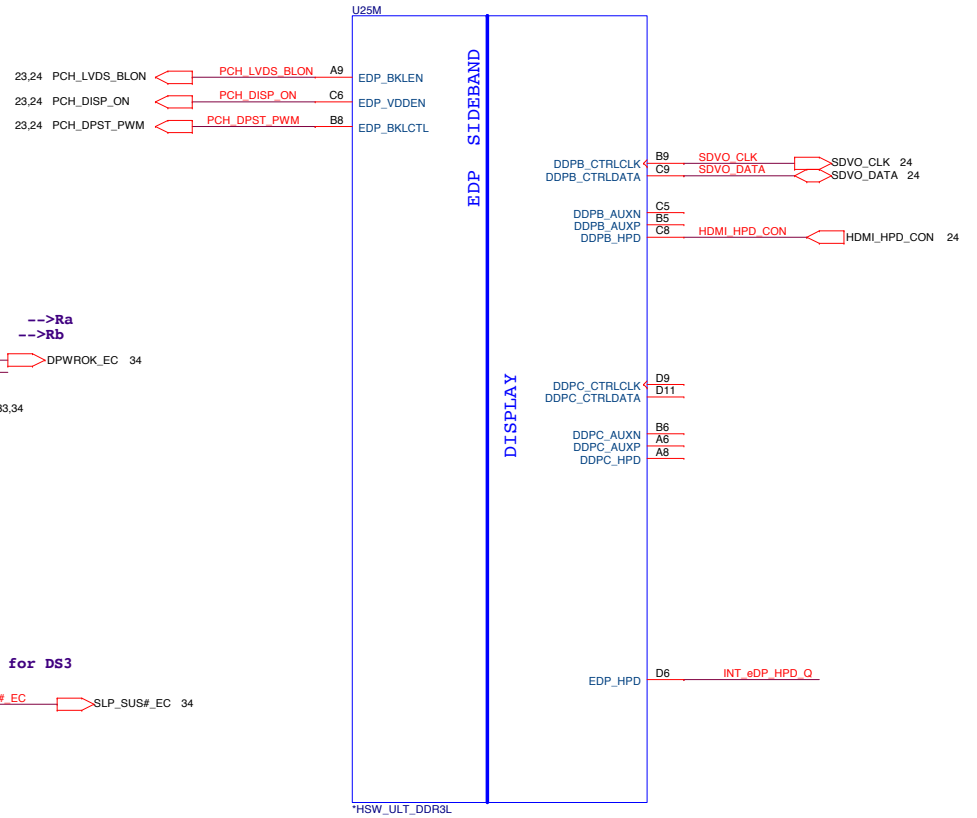 U25M
23,24 PCH_LVDS_BLON PCH_LVDS_BLON A9 EDP_BKLEN
23,24 PCH_DISP_ON PCH_DISP_ON C6 EDP_VDDEN
23,24 PCH_DPST_PWM PCH_DPST_PWM B8 EDP_BKLCTL
EDP SIDEBAND
DDPB_CTRLCLK B9 SDVO_CLK SDVO_CLK 24
DDPB_CTRLDATA C9 SDVO_DATA SDVO_DATA 24
DDPB_AUXN C5
DDPB_AUXP B5
DDPB_HPD C8 HDMI_HPD_CON HDMI_HPD_CON 24
-->Ra
-->Rb
DPWROK_EC 34
33,34
DISPLAY
DDPC_CTRLCLK D9
DDPC_CTRLDATA D11
DDPC_AUXN B6
DDPC_AUXP A6
DDPC_HPD A8
for DS3
#_EC SLP_SUS#_EC 34
EDP_HPD D6 INT_eDP_HPD_Q
*HSW_ULT_DDR3L